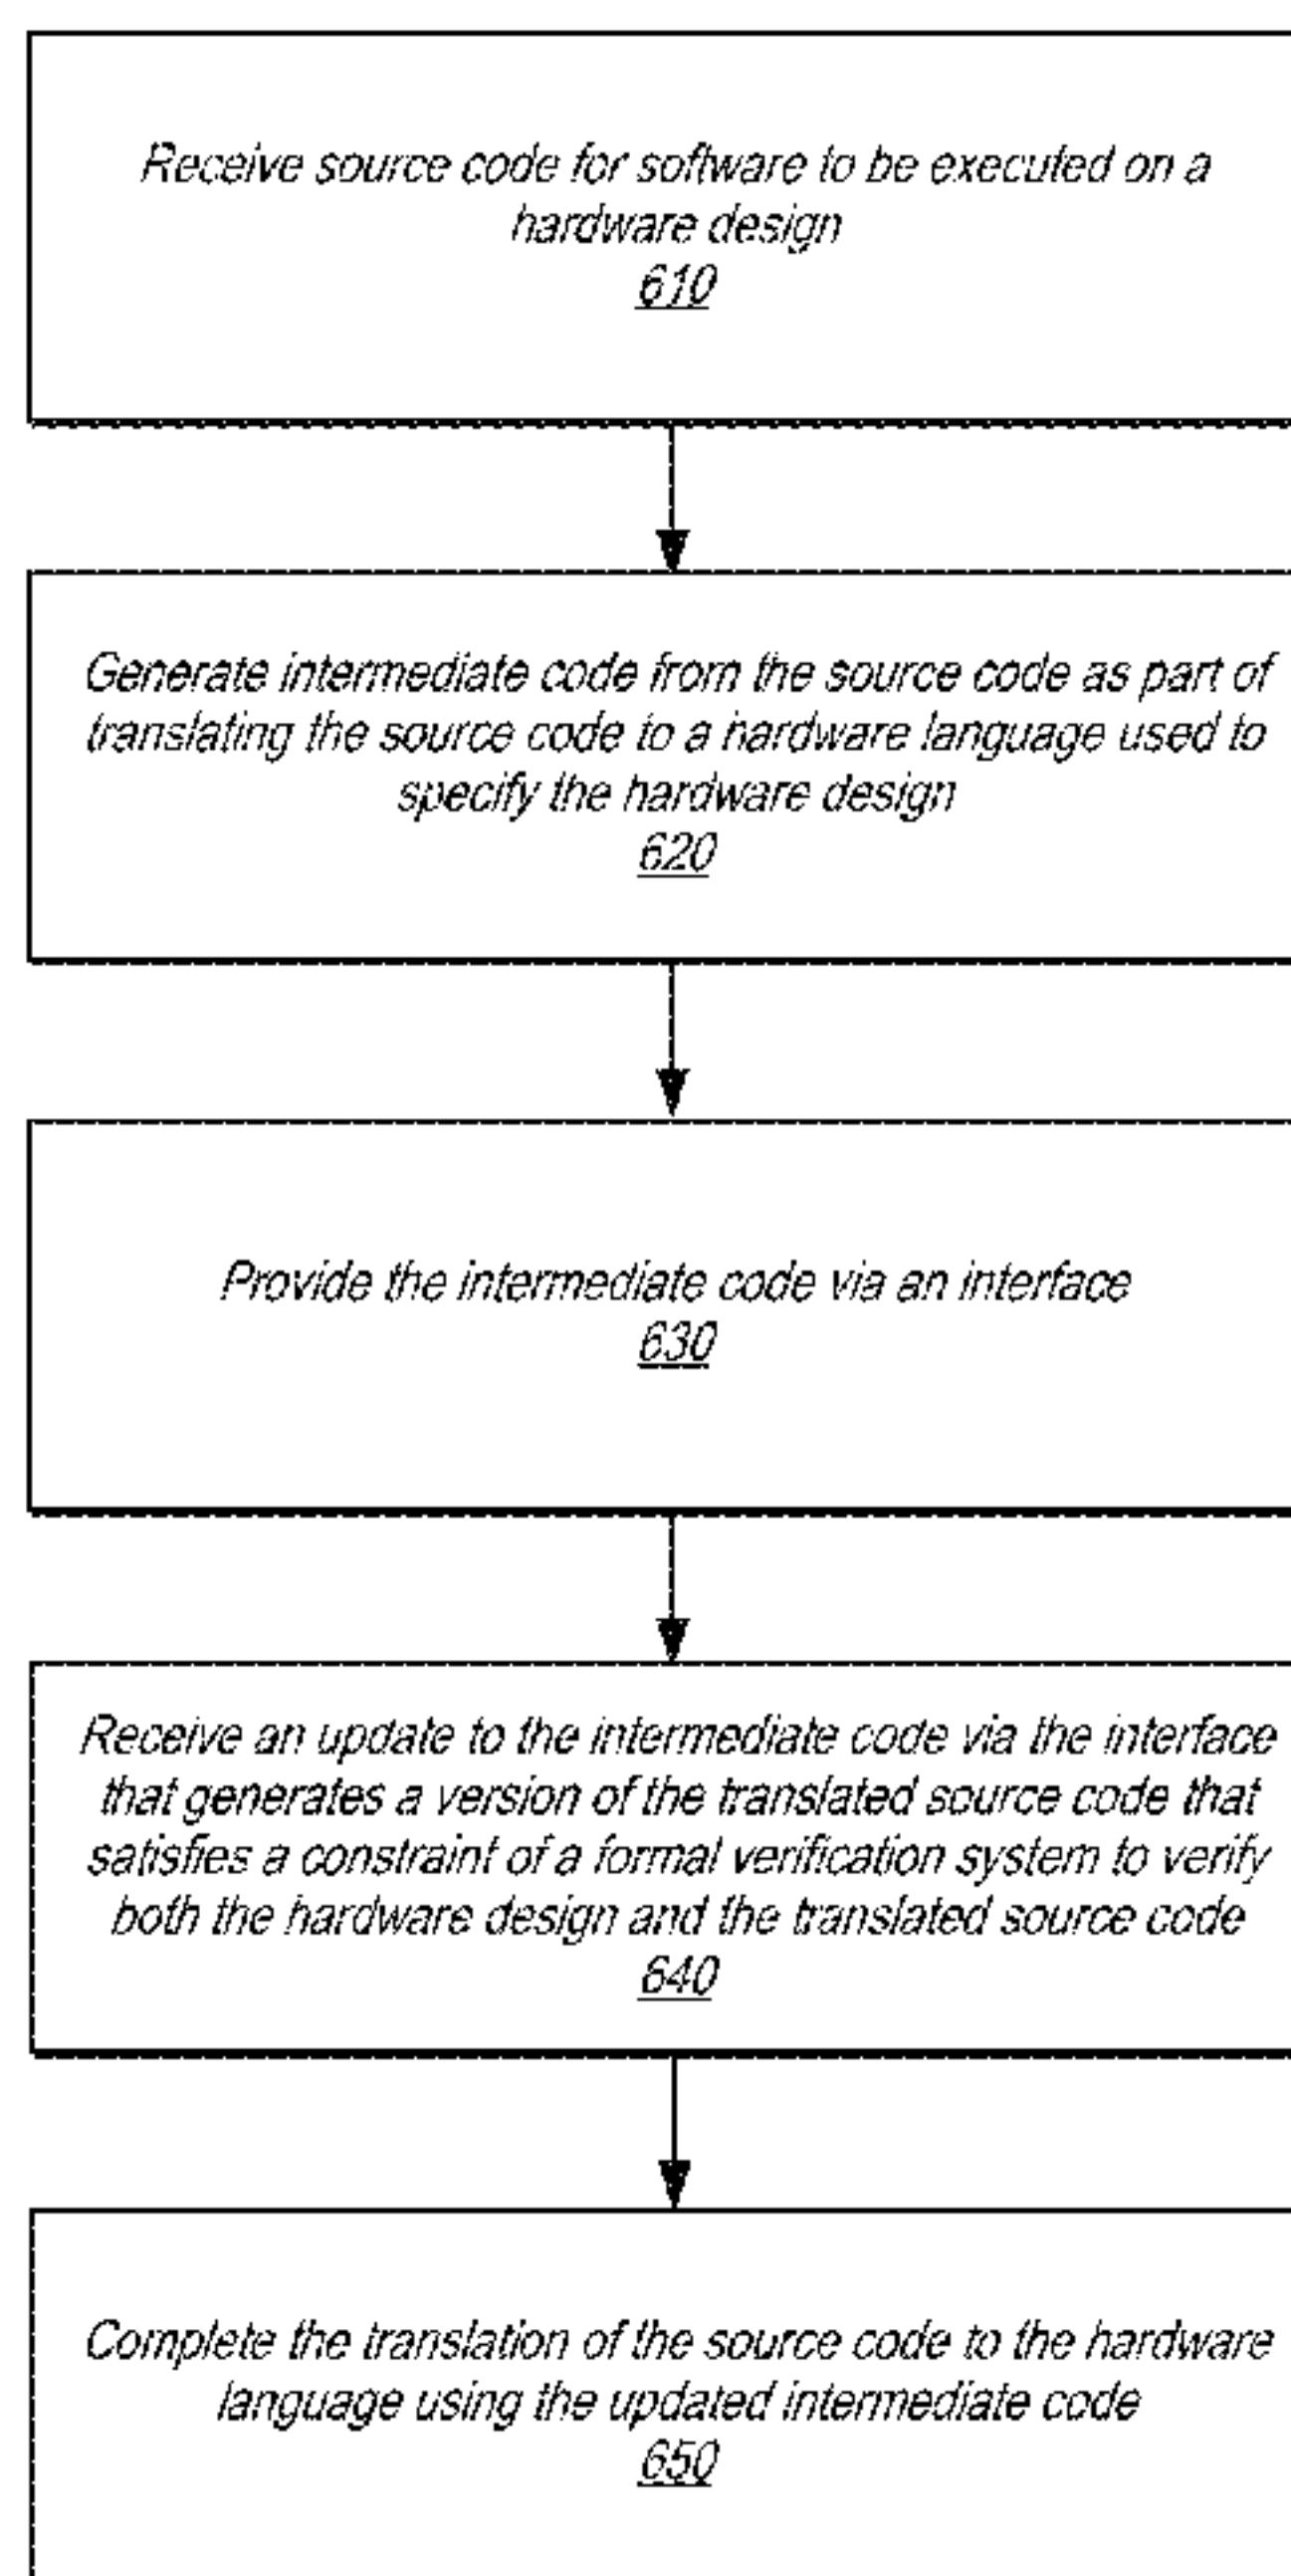 Receive source code for software to be executed on a
hardware design
610
Generate intermediate code from the source code as part of
translating the source code to a hardware language used to
specify the hardware design
620
Provide the intermediate code via an interface
630
Receive an update to the intermediate code via the interface
that generates a version of the translated source code that
satisfies a constraint of a formal verification system to verify
both the hardware design and the translated source code
640
Complete the translation of the source code to the hardware
language using the updated intermediate code
650